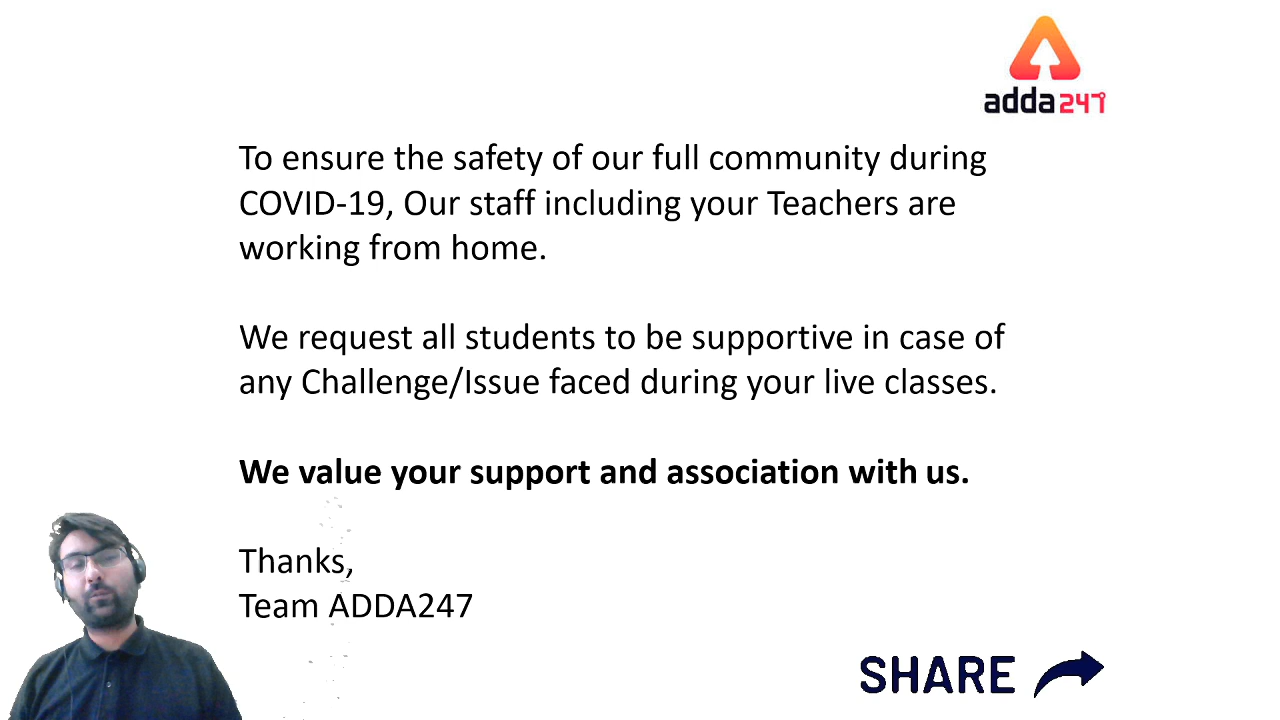 adda247
To ensure the safety of our full community during
COVID-19, Our staff including your Teachers are
working from home.
We request all students to be supportive in case of
any Challenge/Issue faced during your live classes.
We value your support and association with us.
Thanks,
Team ADDA247
SHARE